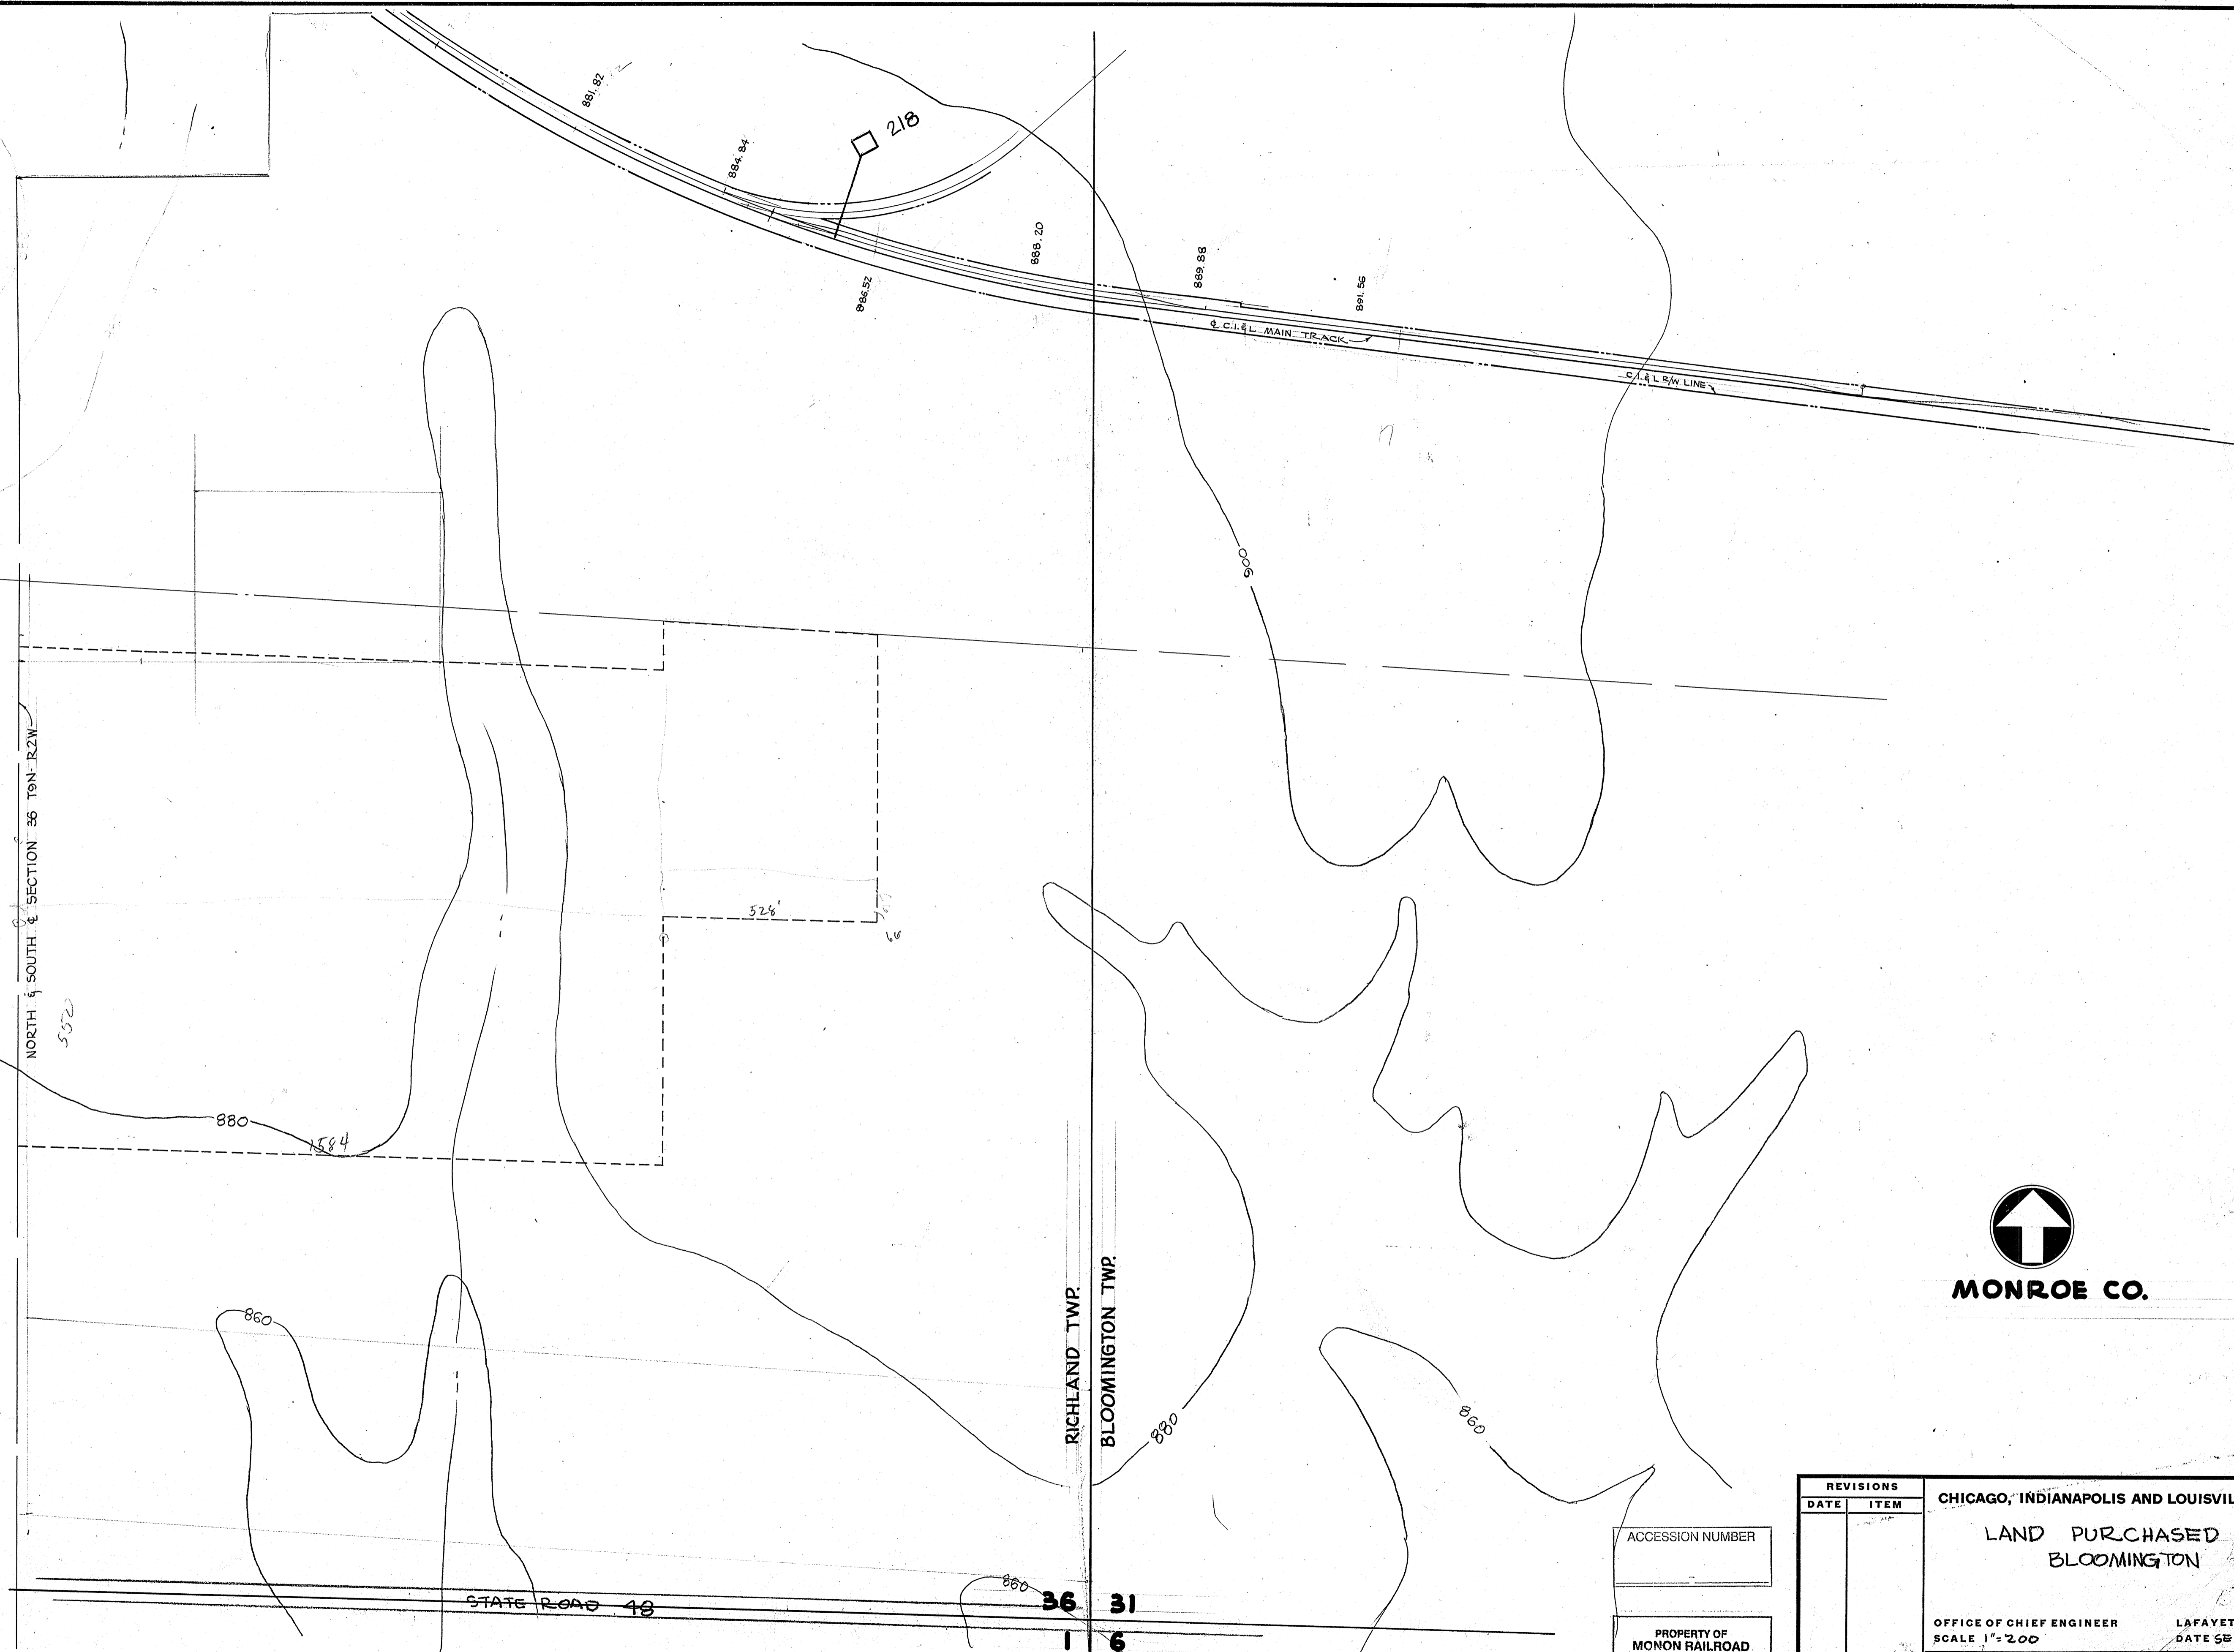 881.82
218
884.84
886.52
888.20
889.88
891.56
℄ C.I.&L MAIN TRACK
C.I.&L R/W LINE
900
NORTH & SOUTH ℄ SECTION 36 T9N-R2W
528'
66
552
880
1584
860
RICHLAND TWP.
BLOOMINGTON TWP.
880
860
860
MONROE CO.
STATE ROAD 48
36 31
1 6
ACCESSION NUMBER
PROPERTY OF
MONON RAILROAD
REVISIONS
DATE ITEM
CHICAGO, INDIANAPOLIS AND LOUISVIL
LAND PURCHASED
BLOOMINGTON
OFFICE OF CHIEF ENGINEER LAFAYET
SCALE 1"=200 DATE SE